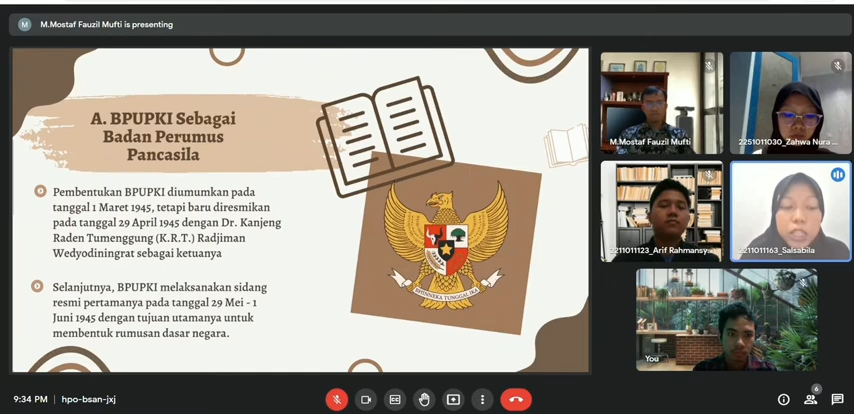 M M.Mostaf Fauzil Mufti is presenting
A. BPUPKI Sebagai
Badan Perumus
Pancasila
Pembentukan BPUPKI diumumkan pada
tanggal 1 Maret 1945, tetapi baru diresmikan
pada tanggal 29 April 1945 dengan Dr. Kanjeng
Raden Tumenggung (K.R.T.) Radjiman
Wedyodiningrat sebagai ketuanya
Selanjutnya, BPUPKI melaksanakan sidang
resmi pertamanya pada tanggal 29 Mei - 1
Juni 1945 dengan tujuan utamanya untuk
membentuk rumusan dasar negara.
BHINNEKA TUNGGAL IKA
M.Mostaf Fauzil Mufti
2251011030_Zahwa Nura ...
2211011123_Arif Rahmansy...
2211011163_Salsabila
You
9:34 PM | hpo-bsan-jxj
6